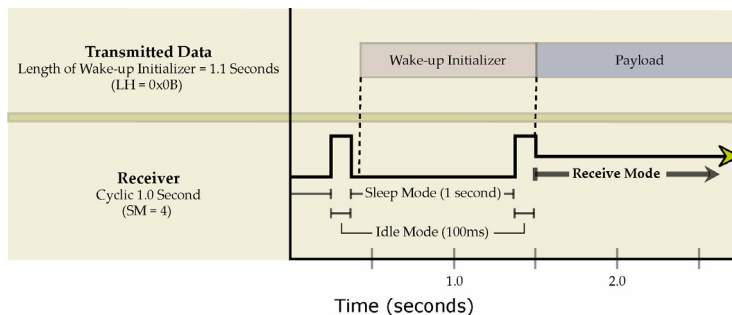 Transmitted Data
Length of Wake-up Initializer = 1.1 Seconds
(LH = 0x0B)
Wake-up Initializer
Payload
Receiver
Cyclic 1.0 Second
(SM = 4)
Sleep Mode (1 second)
Receive Mode
Idle Mode (100ms)
1.0
2.0
Time (seconds)